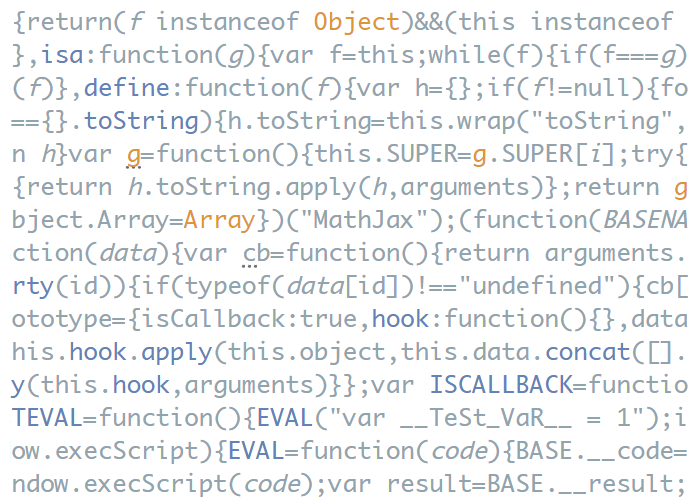 {return(f instanceof Object)&&(this instanceof
},isa:function(g){var f=this;while(f){if(f===g)
(f)},define:function(f){var h={};if(f!=null){fo
=={}.toString){h.toString=this.wrap("toString",
n h}var g=function(){this.SUPER=g.SUPER[i];try{
{return h.toString.apply(h,arguments)};return g
bject.Array=Array})("MathJax");(function(BASENA
ction(data){var cb=function(){return arguments.
rty(id)){if(typeof(data[id])!=="undefined"){cb[
ototype={isCallback:true,hook:function(){},data
his.hook.apply(this.object,this.data.concat([].
y(this.hook,arguments)}};var ISCALLBACK=functio
TEVAL=function(){EVAL("var __TeSt_VaR__ = 1");i
ow.execScript){EVAL=function(code){BASE.__code=
ndow.execScript(code);var result=BASE.__result;